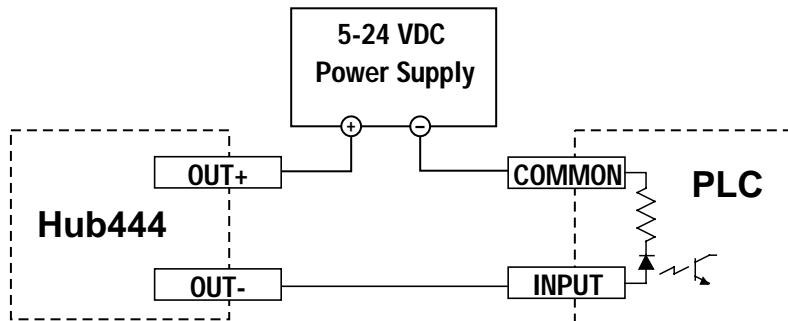 5-24 VDC
Power Supply
+ −
OUT+
COMMON
PLC
Hub444
OUT-
INPUT